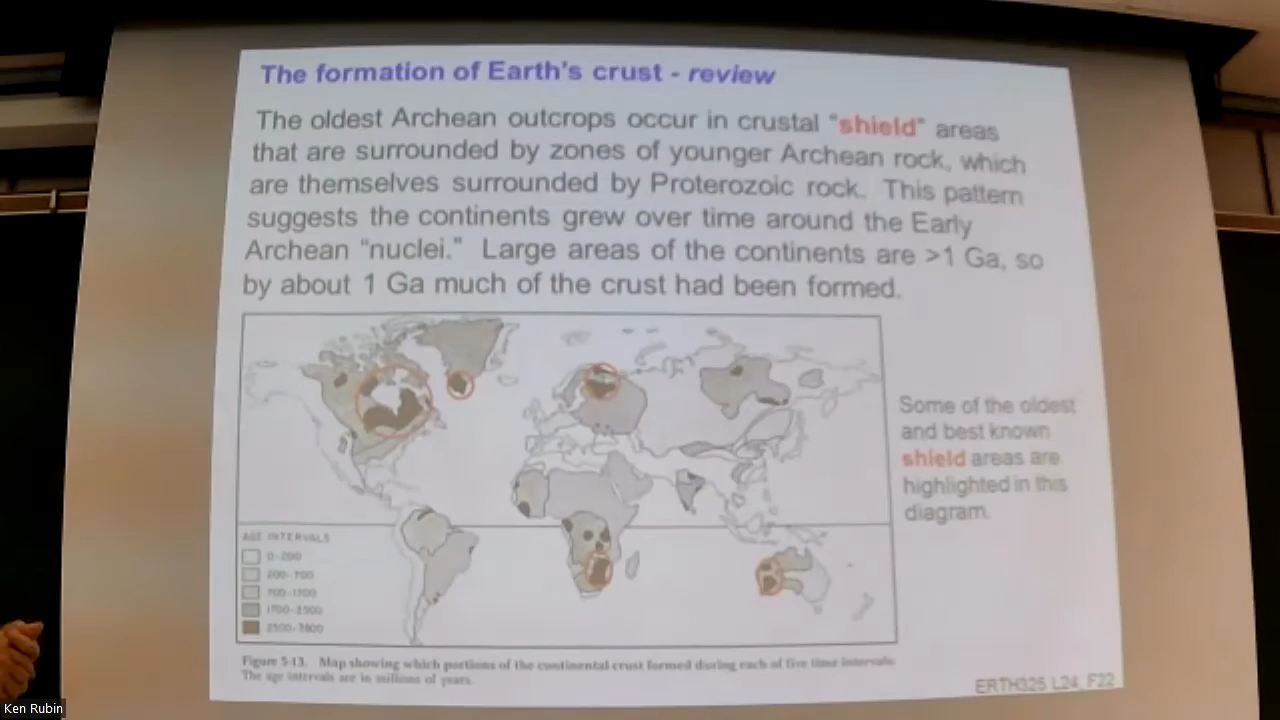 The formation of Earth's crust - review
The oldest Archean outcrops occur in crustal "shield" areas
that are surrounded by zones of younger Archean rock, which
are themselves surrounded by Proterozoic rock. This pattern
suggests the continents grew over time around the Early
Archean "nuclei." Large areas of the continents are >1 Ga, so
by about 1 Ga much of the crust had been formed.
Some of the oldest
and best known
shield areas are
highlighted in this
diagram.
AGE INTERVALS
0-200
200-700
700-1700
1700-2500
2500-3800
Figure 5-13. Map showing which portions of the continental crust formed during each of five time intervals.
The age intervals are in millions of years.
ERTH325 L24 F22
Ken Rubin